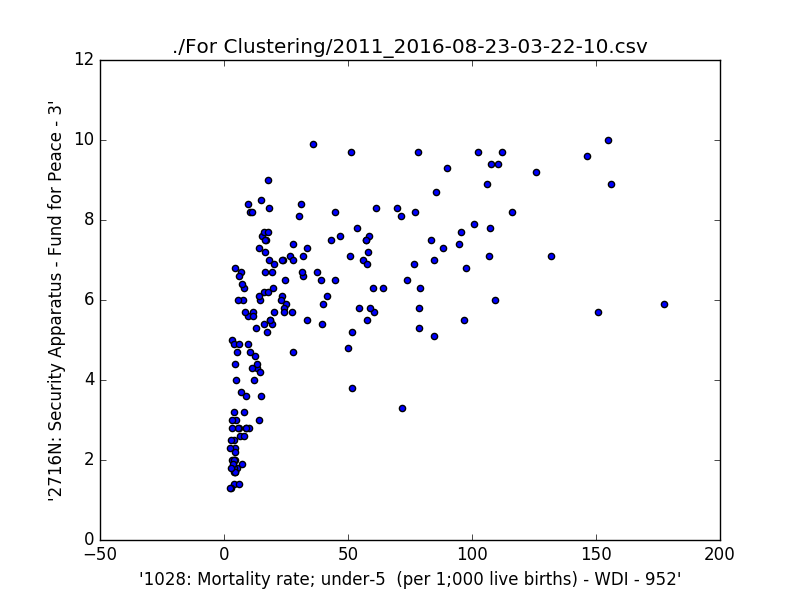 ./For Clustering/2011_2016-08-23-03-22-10.csv
'2716N: Security Apparatus - Fund for Peace - 3'
12
10
8
6
4
2
0
−50 0 50 100 150 200
'1028: Mortality rate; under-5  (per 1;000 live births) - WDI - 952'